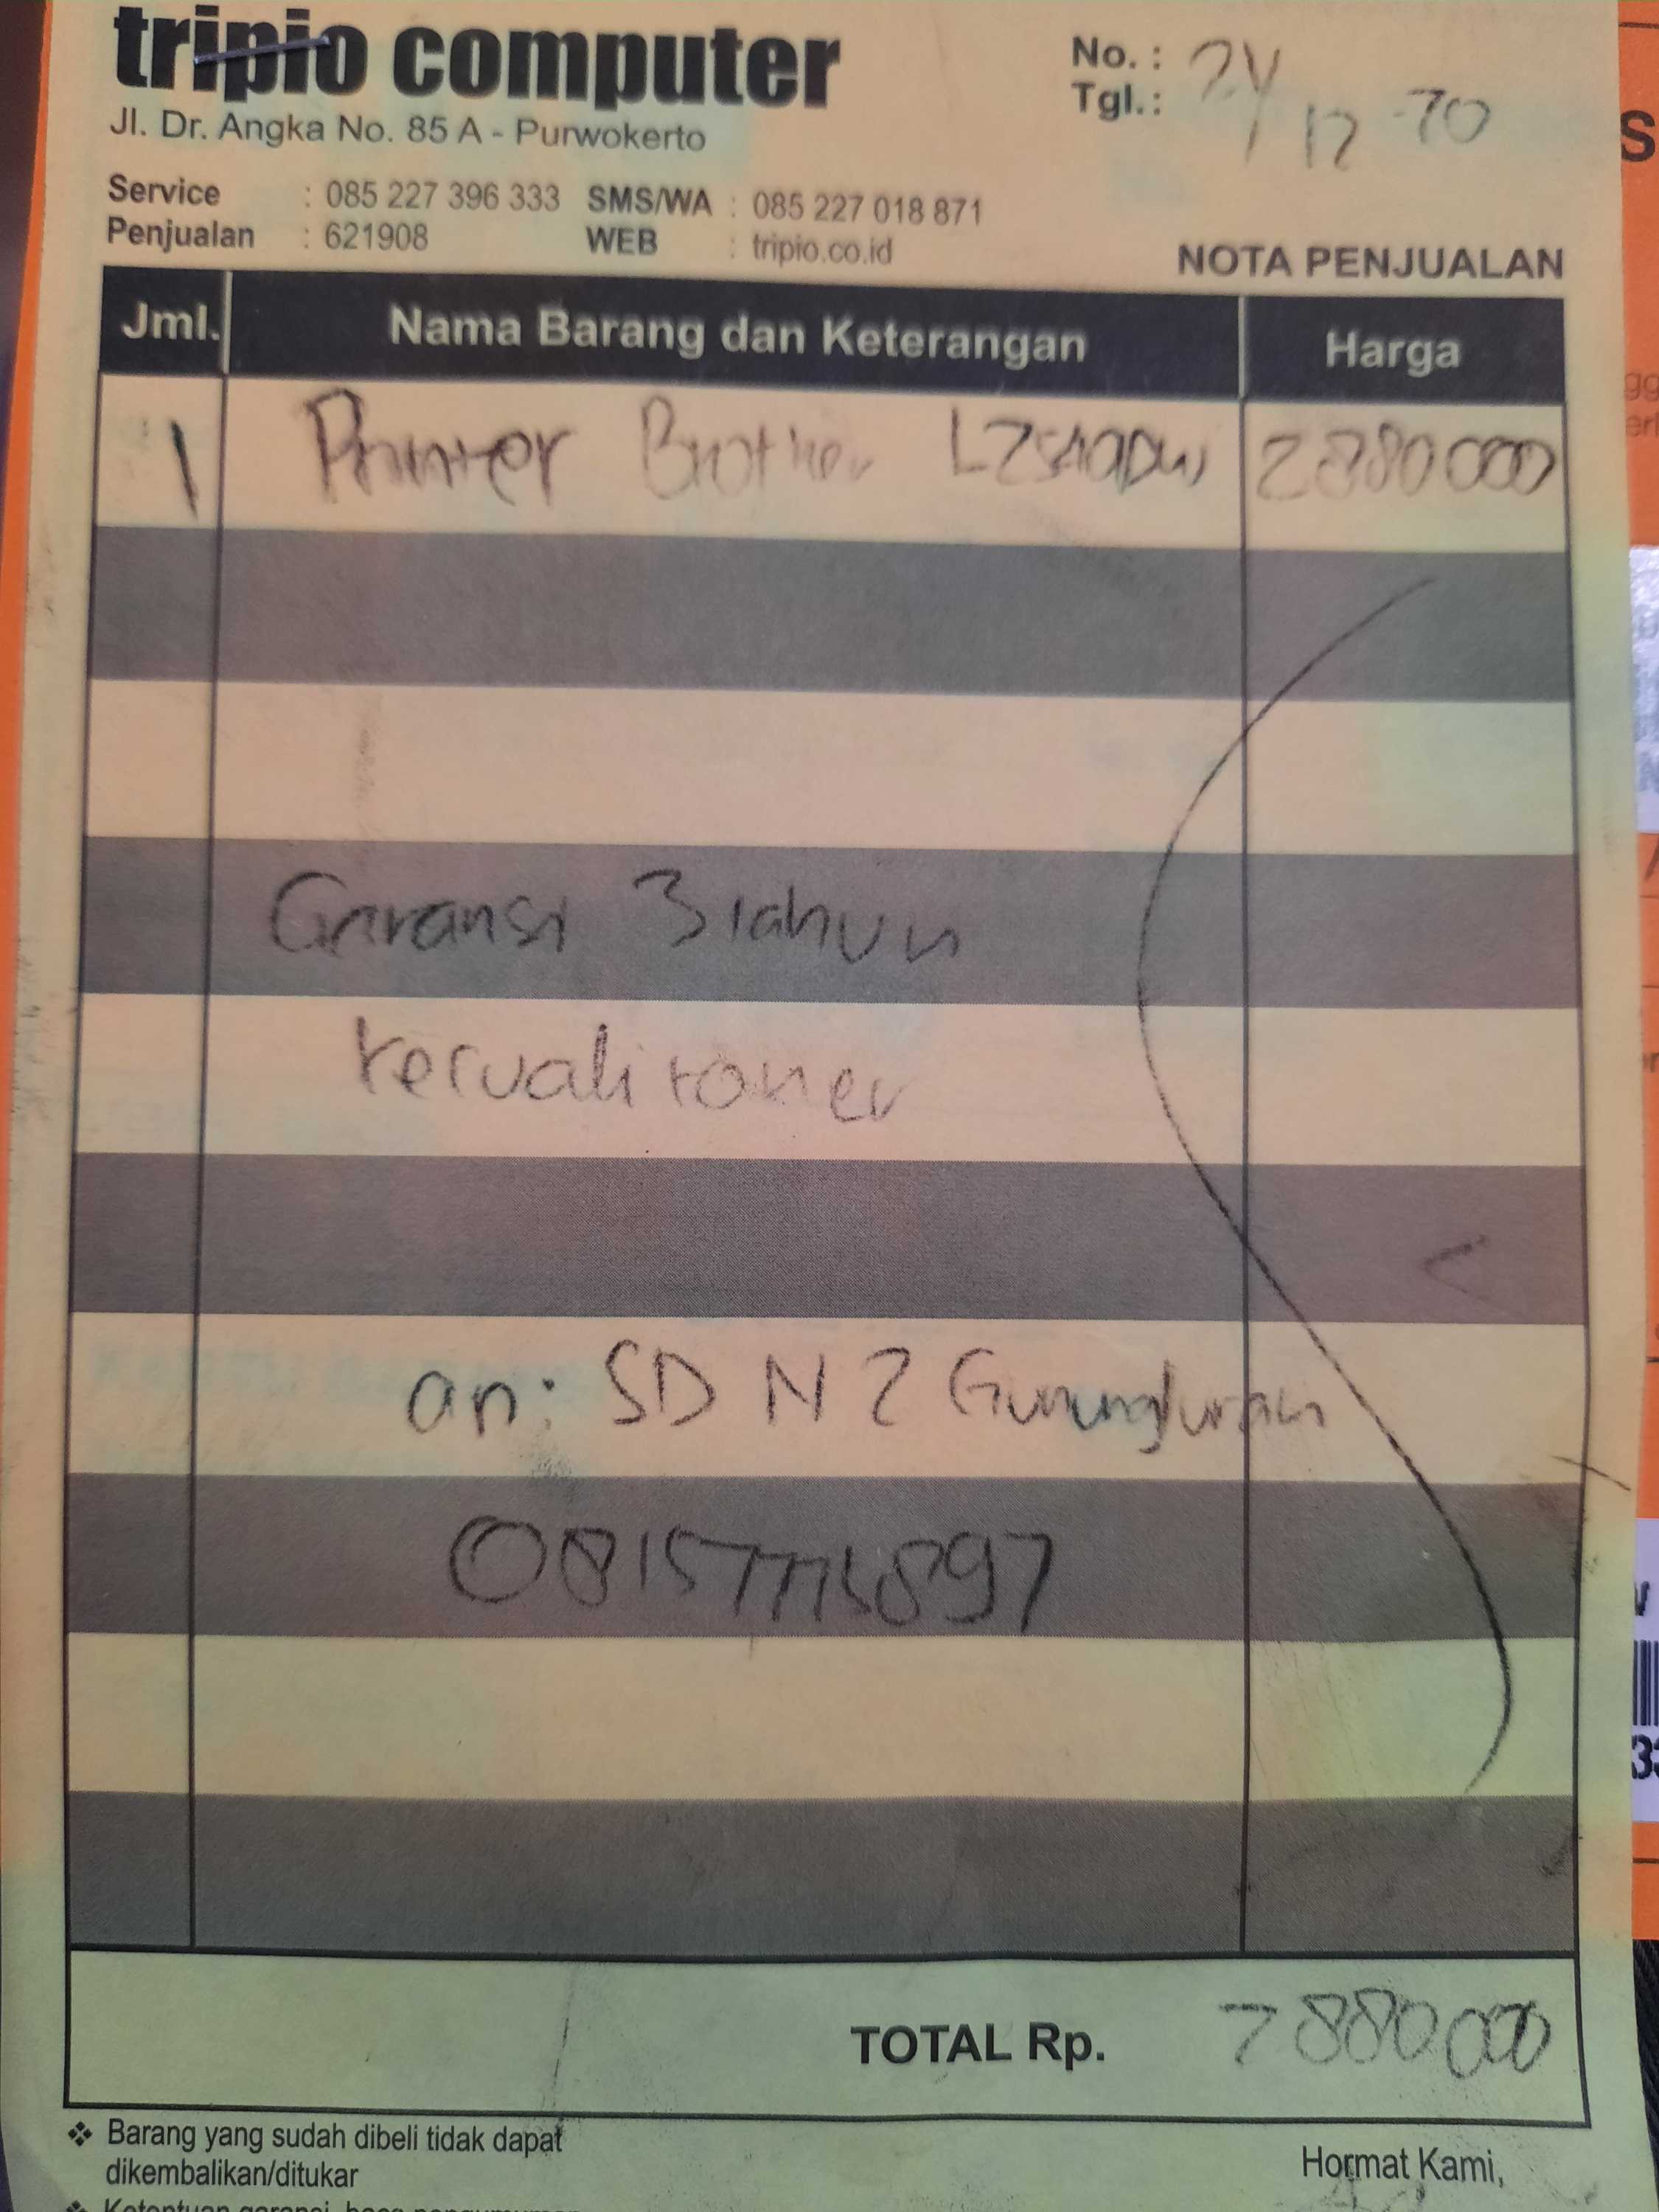 tripio computer
Jl. Dr. Angka No. 85 A - Purwokerto
No. :
Tgl.: 24/12-20
Service : 085 227 396 333 SMS/WA : 085 227 018 871
Penjualan : 621908 WEB : tripio.co.id
NOTA PENJUALAN
Jml. Nama Barang dan Keterangan Harga
1 Printer Brother L2540DW 2880000
Garansi 3 tahun
kecuali toner
an: SD N 2 Gununglurah
TOTAL Rp. 2880000
❖ Barang yang sudah dibeli tidak dapat
dikembalikan/ditukar
Hormat Kami,